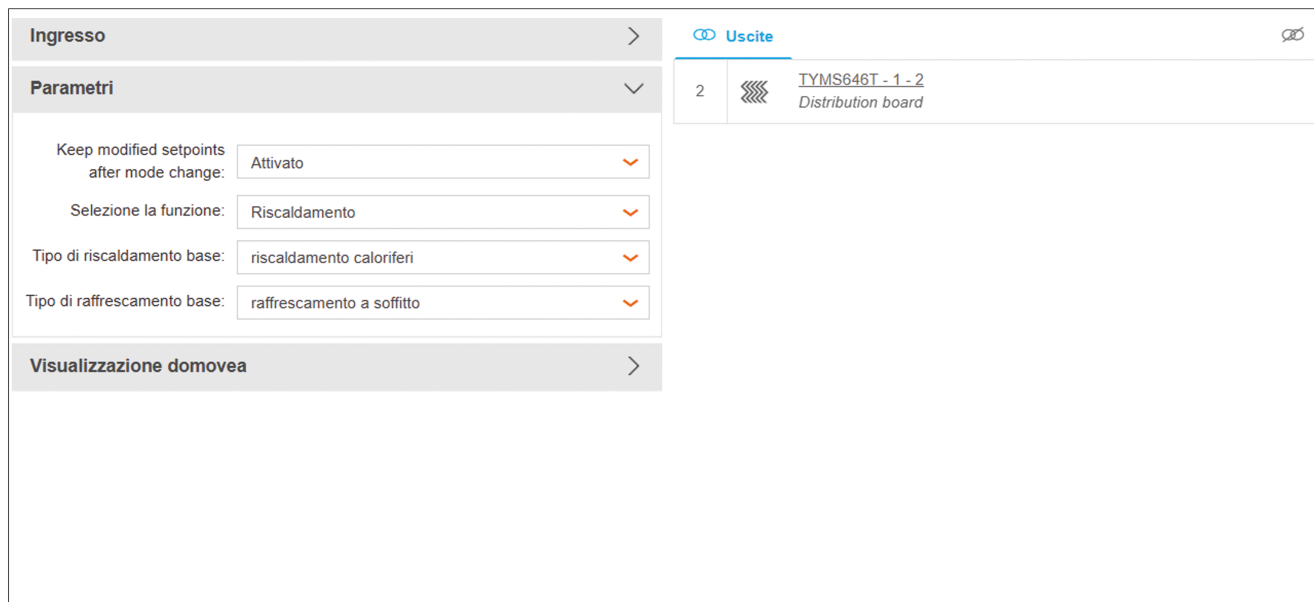 Ingresso
Parametri
Keep modified setpoints
after mode change:
Attivato
Selezione la funzione:
Riscaldamento
Tipo di riscaldamento base:
riscaldamento caloriferi
Tipo di raffrescamento base:
raffrescamento a soffitto
Visualizzazione domovea
Uscite
2
TYMS646T - 1 - 2
Distribution board